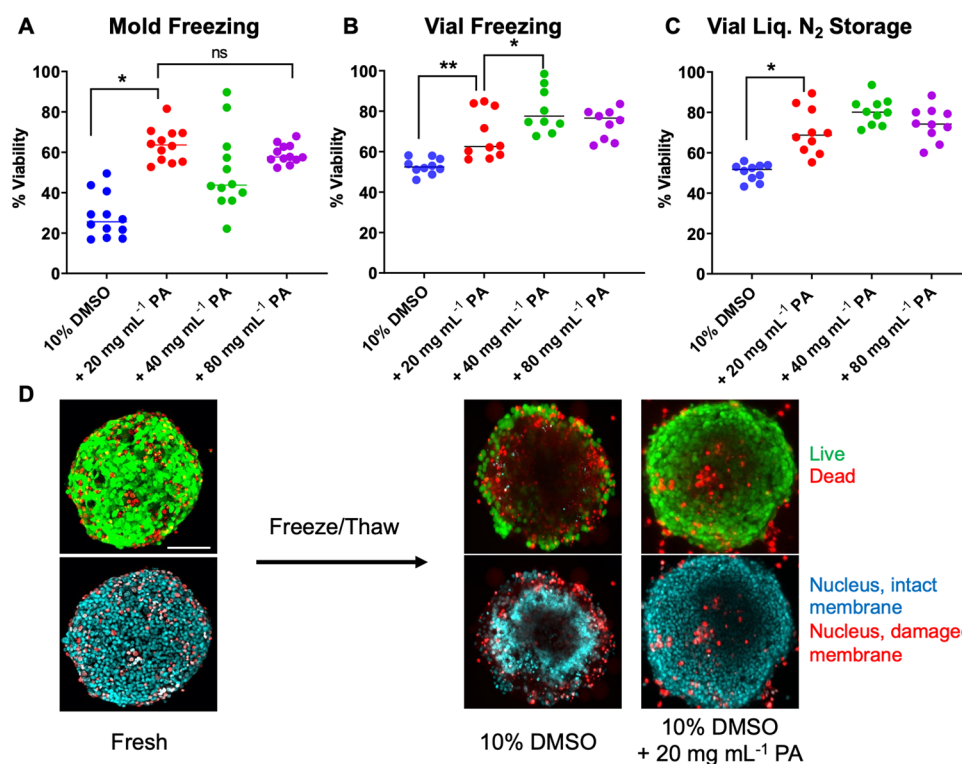 A
Mold Freezing
ns
*
% Viability
100
80
60
40
20
0
10% DMSO
+ 20 mg mL⁻¹ PA
+ 40 mg mL⁻¹ PA
+ 80 mg mL⁻¹ PA
B
Vial Freezing
**
*
% Viability
100
80
60
40
20
0
10% DMSO
+ 20 mg mL⁻¹ PA
+ 40 mg mL⁻¹ PA
+ 80 mg mL⁻¹ PA
C
Vial Liq. N₂ Storage
*
% Viability
100
80
60
40
20
0
10% DMSO
+ 20 mg mL⁻¹ PA
+ 40 mg mL⁻¹ PA
+ 80 mg mL⁻¹ PA
D
Freeze/Thaw
Live
Dead
Nucleus, intact
membrane
Nucleus, damage
membrane
Fresh
10% DMSO
10% DMSO
+ 20 mg mL⁻¹ PA